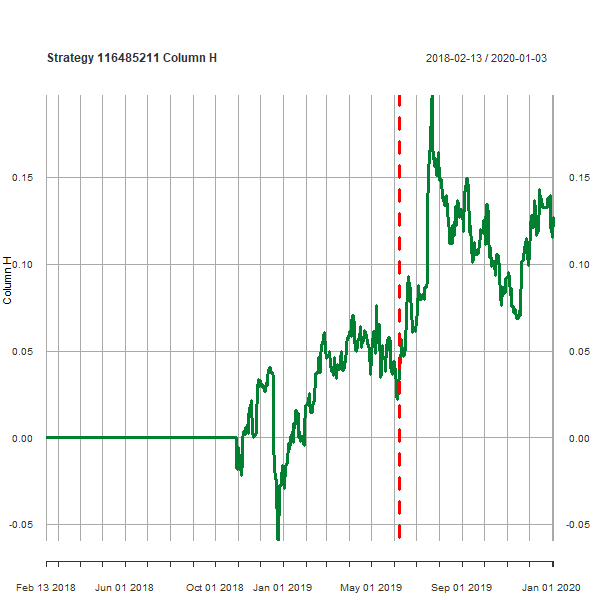 Strategy 116485211 Column H
2018-02-13 / 2020-01-03
0.15
0.15
0.10
0.10
Column H
0.05
0.05
0.00
0.00
-0.05
-0.05
Feb 13 2018
Jun 01 2018
Oct 01 2018
Jan 01 2019
May 01 2019
Sep 01 2019
Jan 01 2020